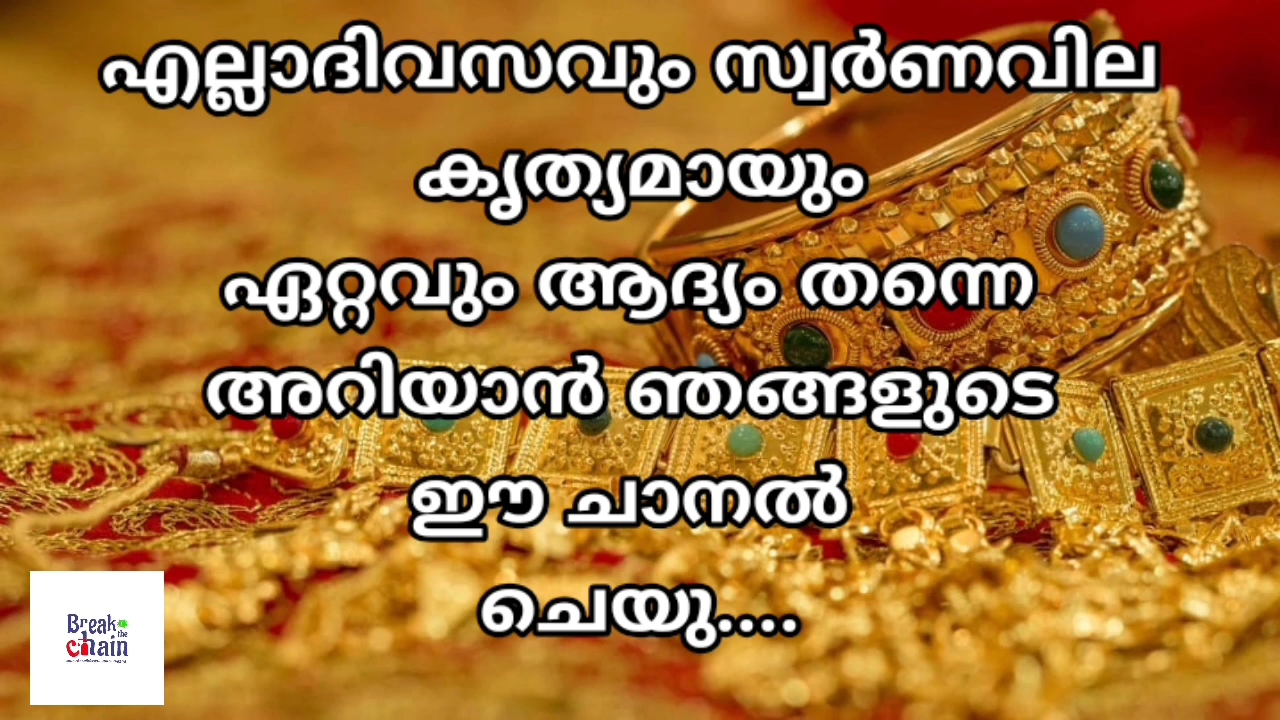 എല്ലാദിവസവും സ്വർണവില
കൃത്യമായും
ഏറ്റവും ആദ്യം തന്നെ
അറിയാൻ ഞങ്ങളുടെ
ഈ ചാനൽ
ചെയു....
Break
the
chain